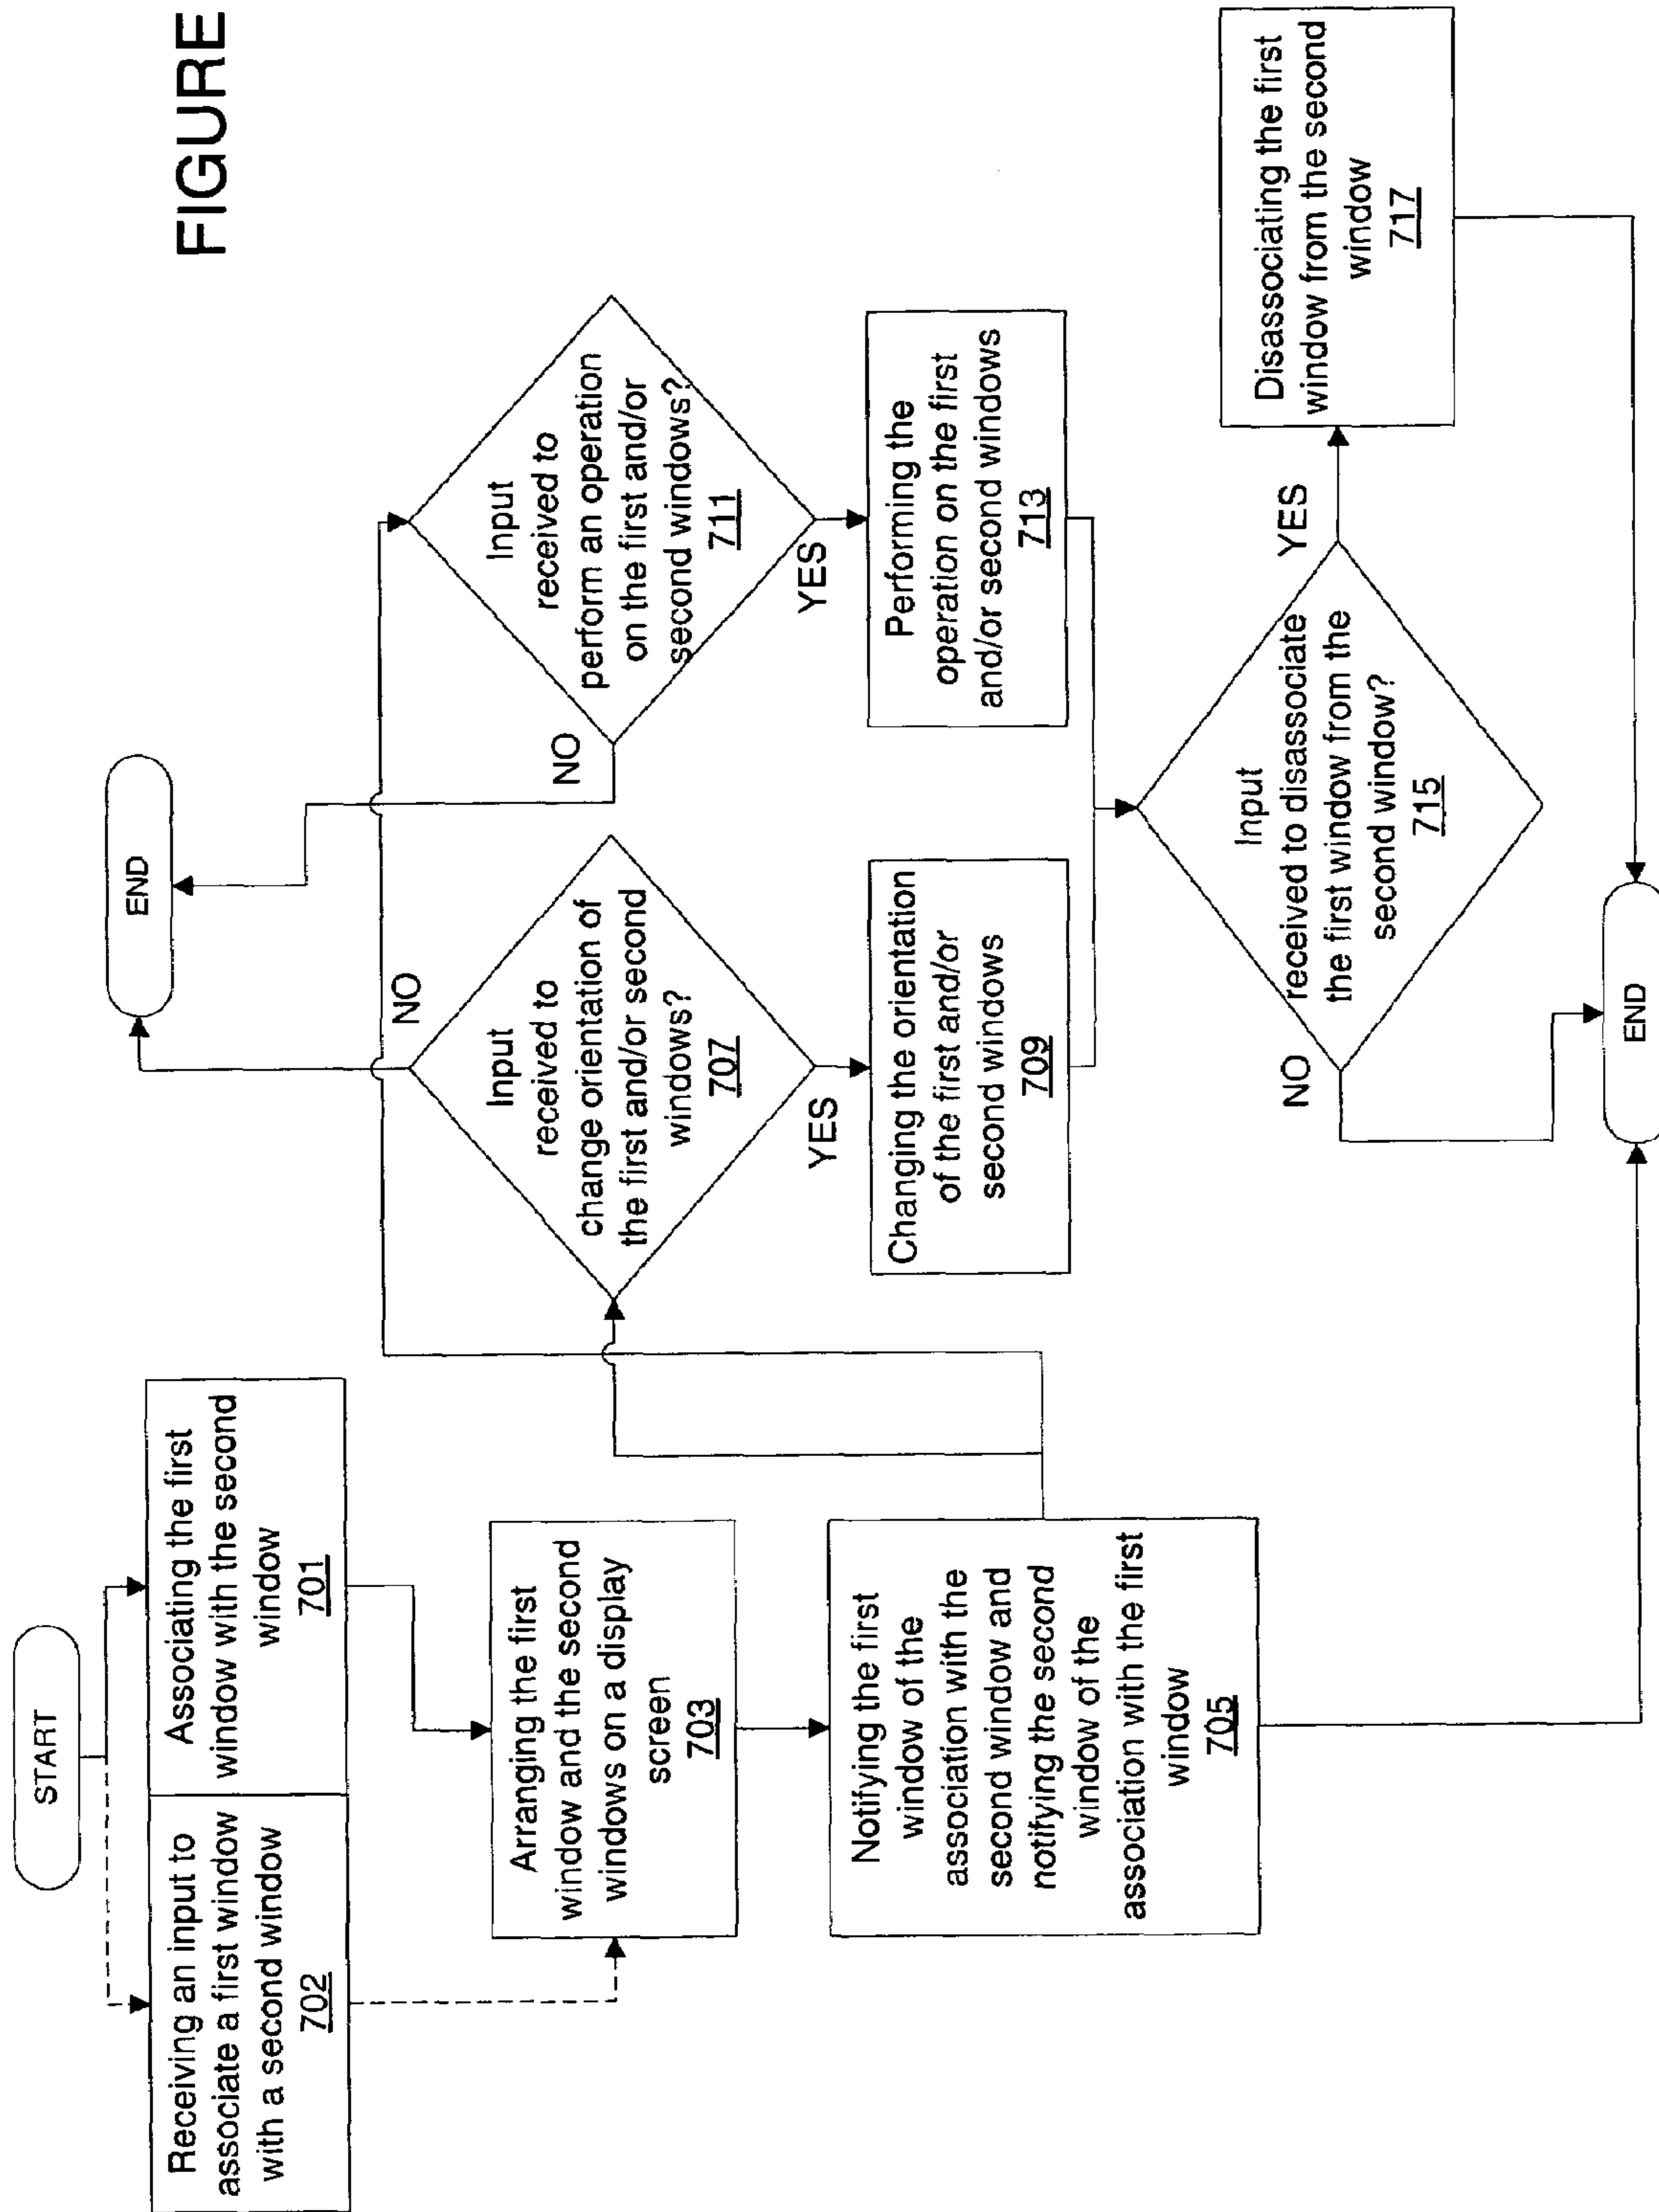 FIGURE
START
Receiving an input to
associate a first window
with a second window
702
Associating the first
window with the second
window
701
Arranging the first
window and the second
windows on a display
screen
703
Notifying the first
window of the
association with the
second window and
notifying the second
window of the
association with the first
window
705
END
NO
Input
received to
change orientation of
the first and/or second
windows?
707
YES
Changing the orientation
of the first and/or
second windows
709
NO
Input
received to
perform an operation
on the first and/or
second windows?
711
YES
Performing the
operation on the first
and/or second windows
713
Input
received to disassociate
the first window from the
second window?
715
NO
YES
Disassociating the first
window from the second
window
717
END